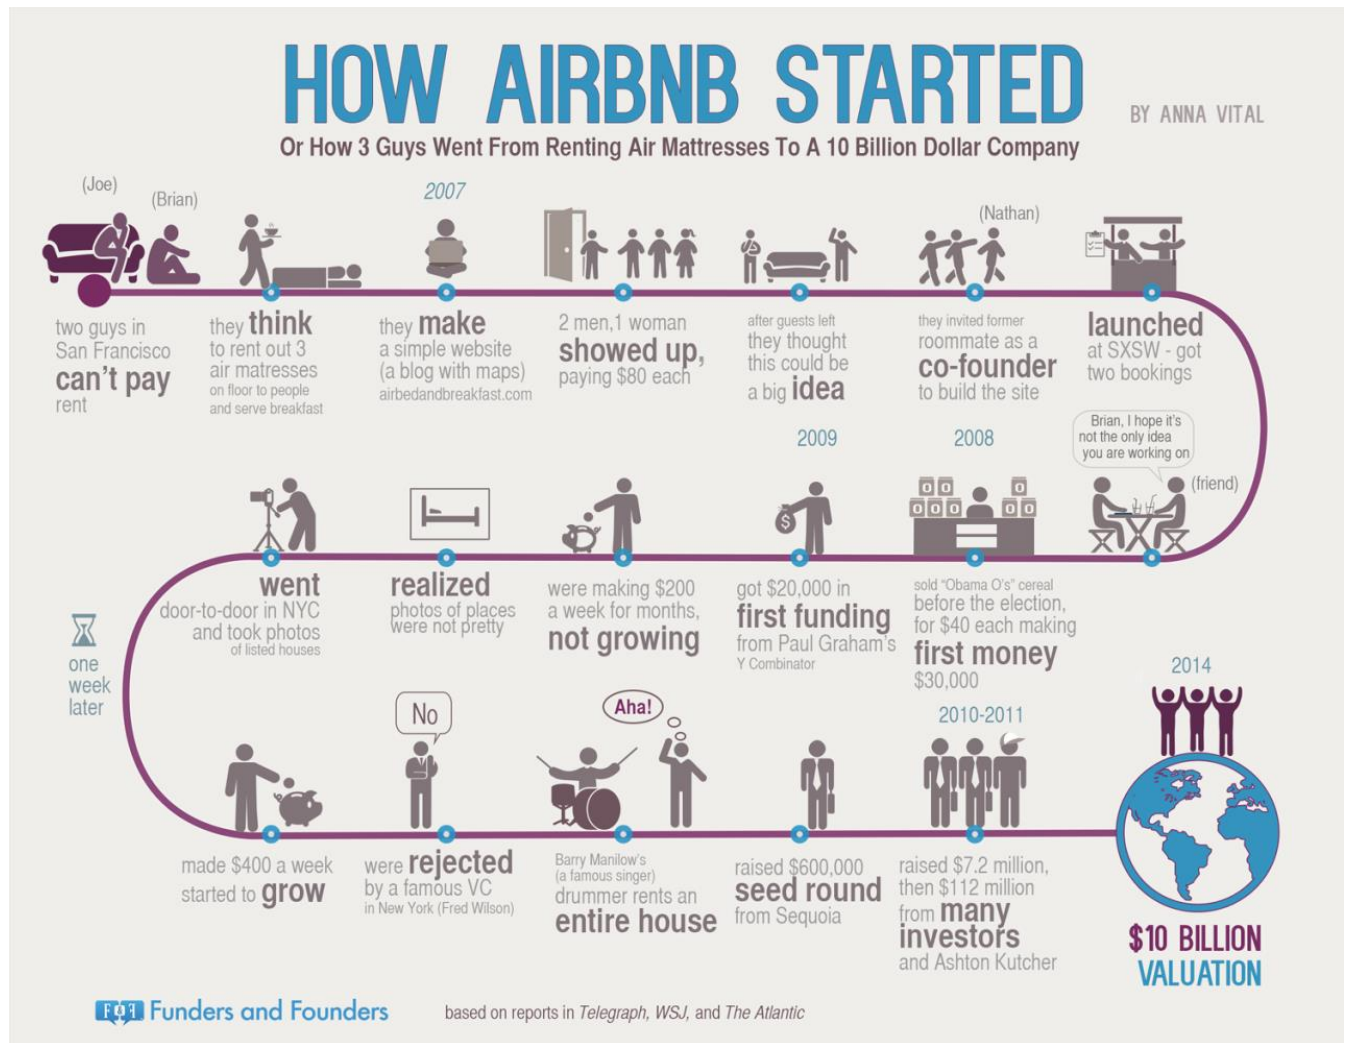 HOW AIRBNB STARTED
BY ANNA VITAL
Or How 3 Guys Went From Renting Air Mattresses To A 10 Billion Dollar Company
(Joe)
(Brian)
two guys in
San Francisco
can't pay
rent
they think
to rent out 3
air matresses
on floor to people
and serve breakfast
2007
they make
a simple website
(a blog with maps)
airbedandbreakfast.com
2 men,1 woman
showed up,
paying $80 each
after guests left
they thought
this could be
a big idea
(Nathan)
they invited former
roommate as a
co-founder
to build the site
launched
at SXSW - got
two bookings
Brian, I hope it's
not the only idea
you are working on
(friend)
2008
sold "Obama O's" cereal
before the election,
for $40 each making
first money
$30,000
2009
got $20,000 in
first funding
from Paul Graham's
Y Combinator
were making $200
a week for months,
not growing
realized
photos of places
were not pretty
went
door-to-door in NYC
and took photos
of listed houses
one
week
later
made $400 a week
started to grow
No
were rejected
by a famous VC
in New York (Fred Wilson)
Aha!
Barry Manilow's
(a famous singer)
drummer rents an
entire house
raised $600,000
seed round
from Sequoia
2010-2011
raised $7.2 million,
then $112 million
from many
investors
and Ashton Kutcher
2014
$10 BILLION
VALUATION
F&F Funders and Founders
based on reports in Telegraph, WSJ, and The Atlantic